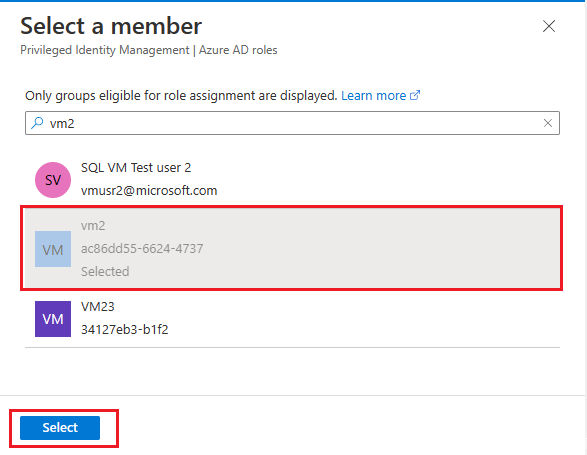 Select a member
Privileged Identity Management | Azure AD roles
Only groups eligible for role assignment are displayed. Learn more
vm2
SV
SQL VM Test user 2
vmusr2@microsoft.com
VM
vm2
ac86dd55-6624-4737
Selected
VM
VM23
34127eb3-b1f2
Select